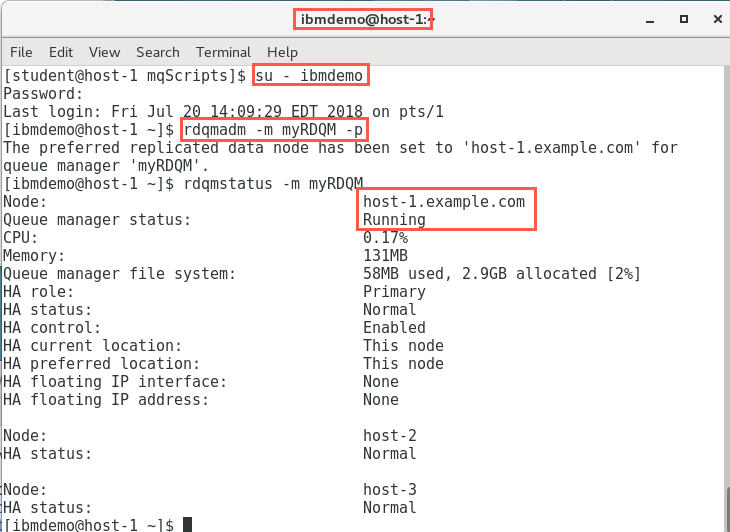 ibmdemo@host-1:~
File Edit View Search Terminal Help
[student@host-1 mqScripts]$ su - ibmdemo
Password:
Last login: Fri Jul 20 14:09:29 EDT 2018 on pts/1
[ibmdemo@host-1 ~]$ rdqmadm -m myRDQM -p
The preferred replicated data node has been set to 'host-1.example.com' for
queue manager 'myRDQM'.
[ibmdemo@host-1 ~]$ rdqmstatus -m myRDQM
Node: host-1.example.com
Queue manager status: Running
CPU: 0.17%
Memory: 131MB
Queue manager file system: 58MB used, 2.9GB allocated [2%]
HA role: Primary
HA status: Normal
HA control: Enabled
HA current location: This node
HA preferred location: This node
HA floating IP interface: None
HA floating IP address: None
Node: host-2
HA status: Normal
Node: host-3
HA status: Normal
[ibmdemo@host-1 ~]$